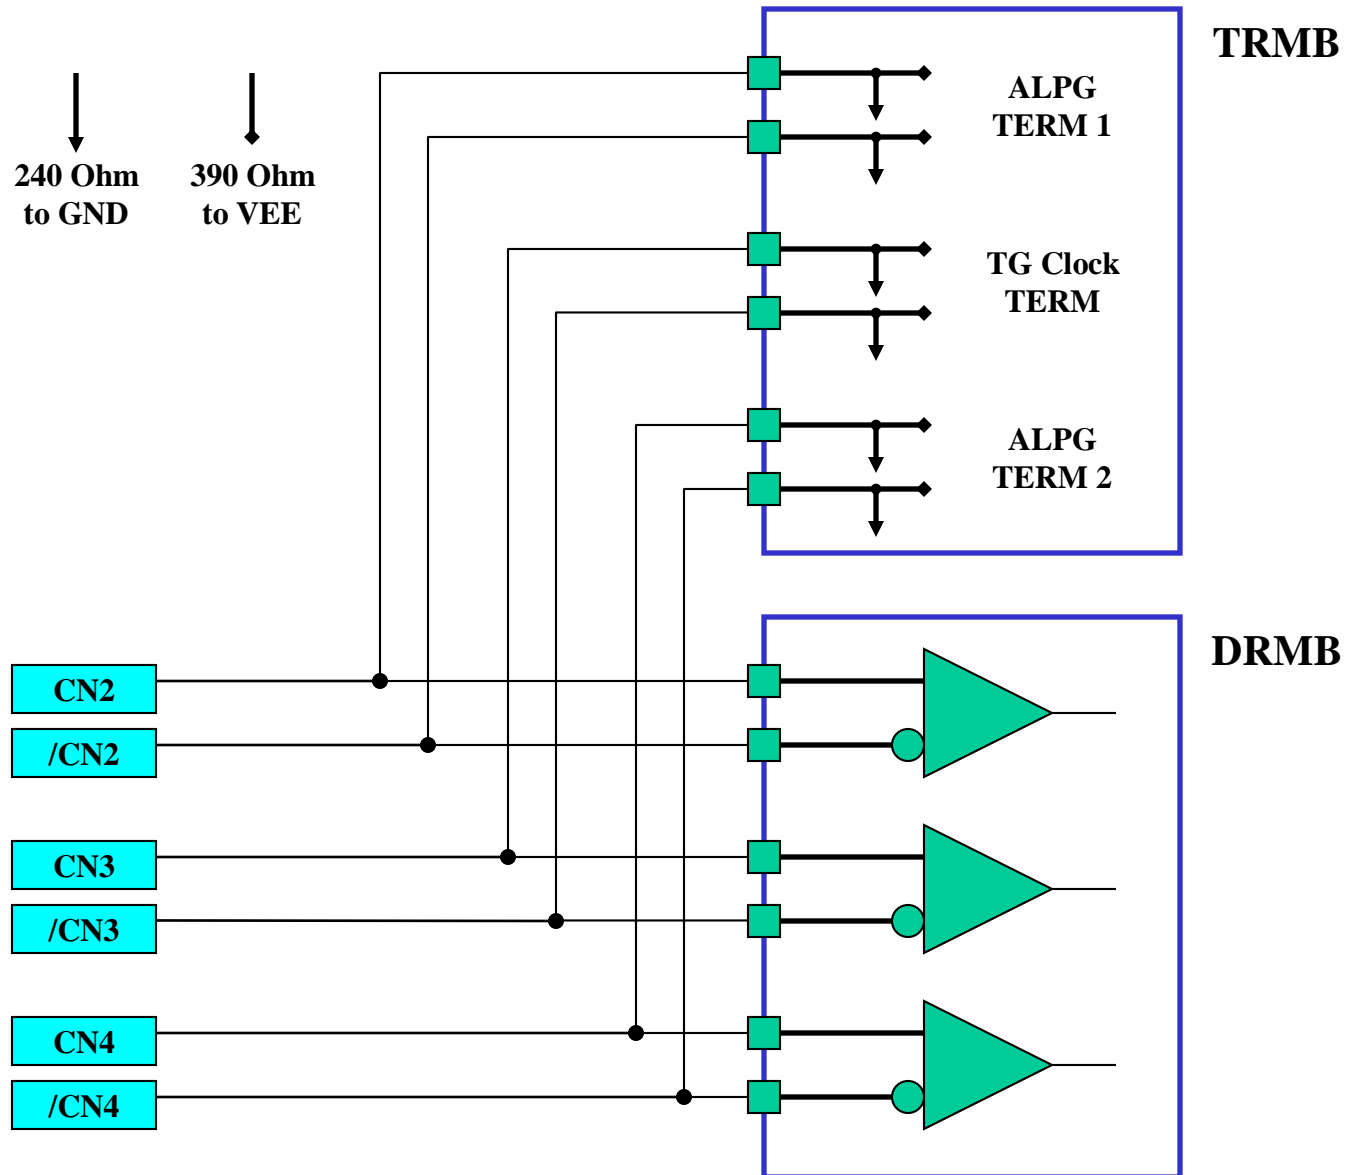 TRMB
ALPG
TERM 1
240 Ohm
to GND
390 Ohm
to VEE
TG Clock
TERM
ALPG
TERM 2
DRMB
CN2
/CN2
CN3
/CN3
CN4
/CN4